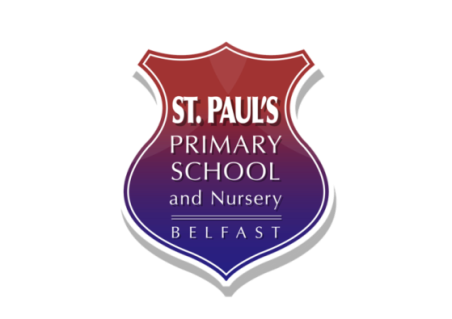 ST. PAUL'S
PRIMARY
SCHOOL
and Nursery
BELFAST